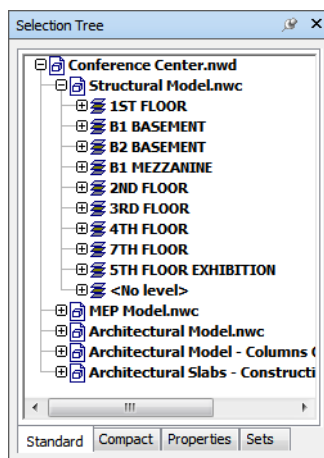 Selection Tree
Conference Center.nwd
Structural Model.nwc
1ST FLOOR
B1 BASEMENT
B2 BASEMENT
B1 MEZZANINE
2ND FLOOR
3RD FLOOR
4TH FLOOR
7TH FLOOR
5TH FLOOR EXHIBITION
<No level>
MEP Model.nwc
Architectural Model.nwc
Architectural Model - Columns
Architectural Slabs - Constructi
Standard Compact Properties Sets